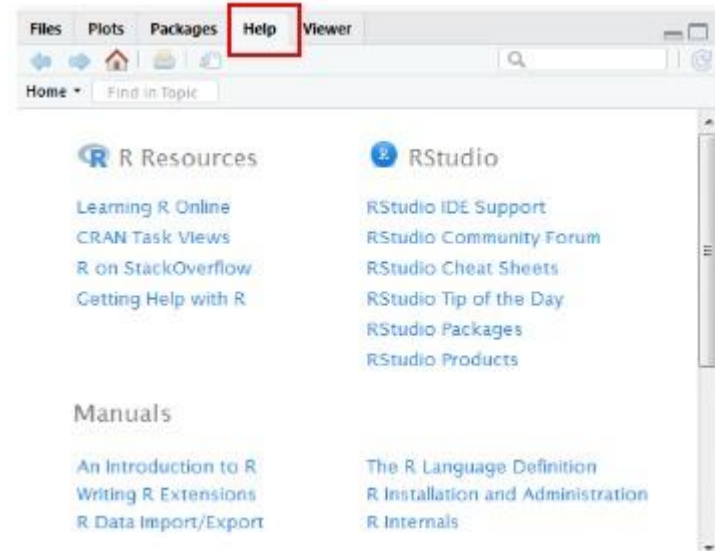 Files Plots Packages Help Viewer
Home Find in Topic
R R Resources
R RStudio
Learning R Online
CRAN Task Views
R on StackOverflow
Getting Help with R
RStudio IDE Support
RStudio Community Forum
RStudio Cheat Sheets
RStudio Tip of the Day
RStudio Packages
RStudio Products
Manuals
An Introduction to R
Writing R Extensions
R Data Import/Export
The R Language Definition
R Installation and Administration
R Internals